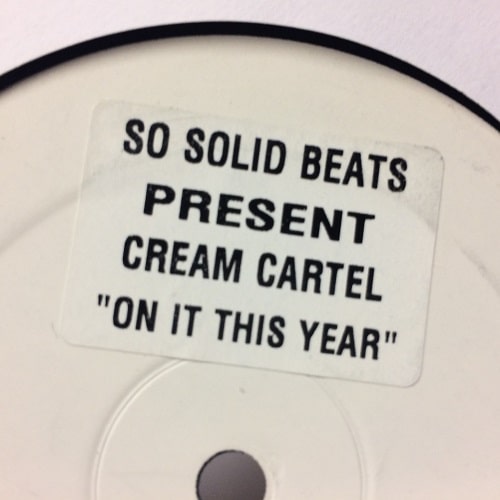 SO SOLID BEATS
PRESENT
CREAM CARTEL
"ON IT THIS YEAR"